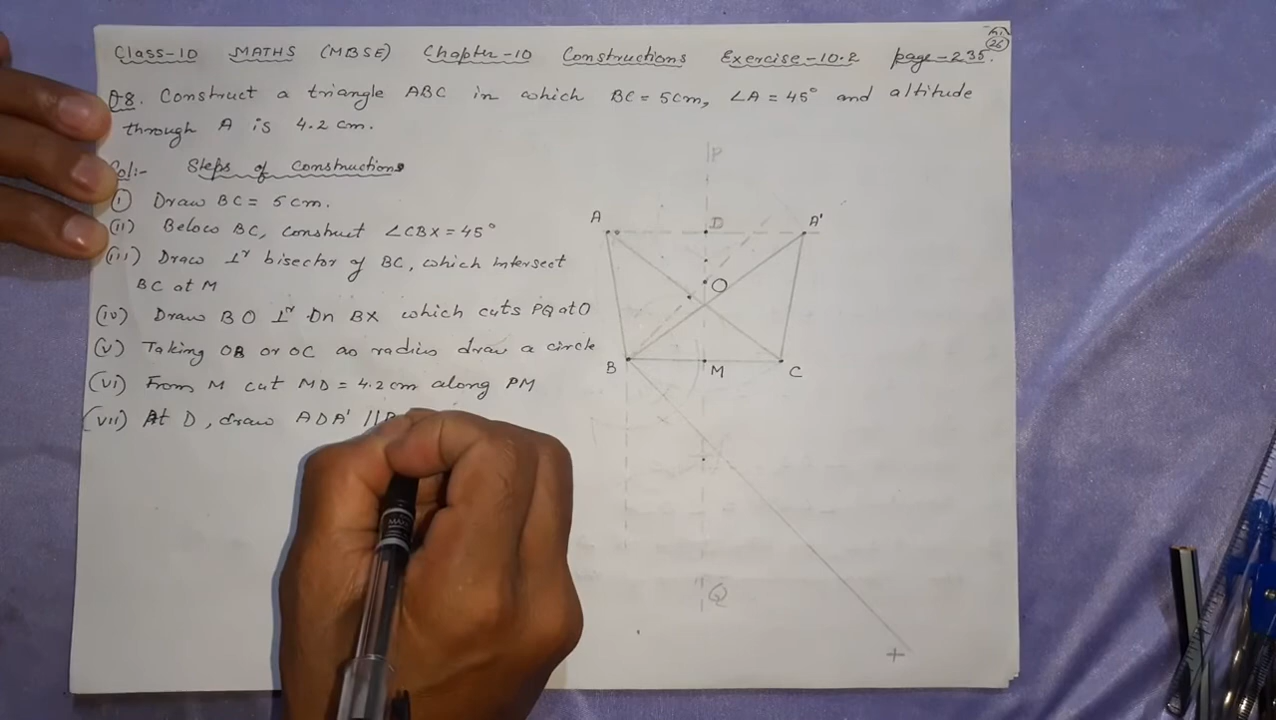 Class-10 MATHS (MBSE) Chapter-10 Constructions Exercise-10.2 page-235.
(26)
Q8. Construct a triangle ABC in which BC = 5cm, ∠A = 45° and altitude
through A is 4.2 cm.
Sol:- Steps of Constructions
(i) Draw BC = 5 cm.
(ii) Below BC, construct ∠CBX = 45°
(iii) Draw ⊥r bisector of BC, which intersect
BC at M
(iv) Draw BO ⊥r on BX which cuts PQ at O
(v) Taking OB or OC as radius draw a circle
(vi) From M cut MD = 4.2 cm along PM
(vii) At D, draw ADA' //
P
A D A'
O
B M C
Q